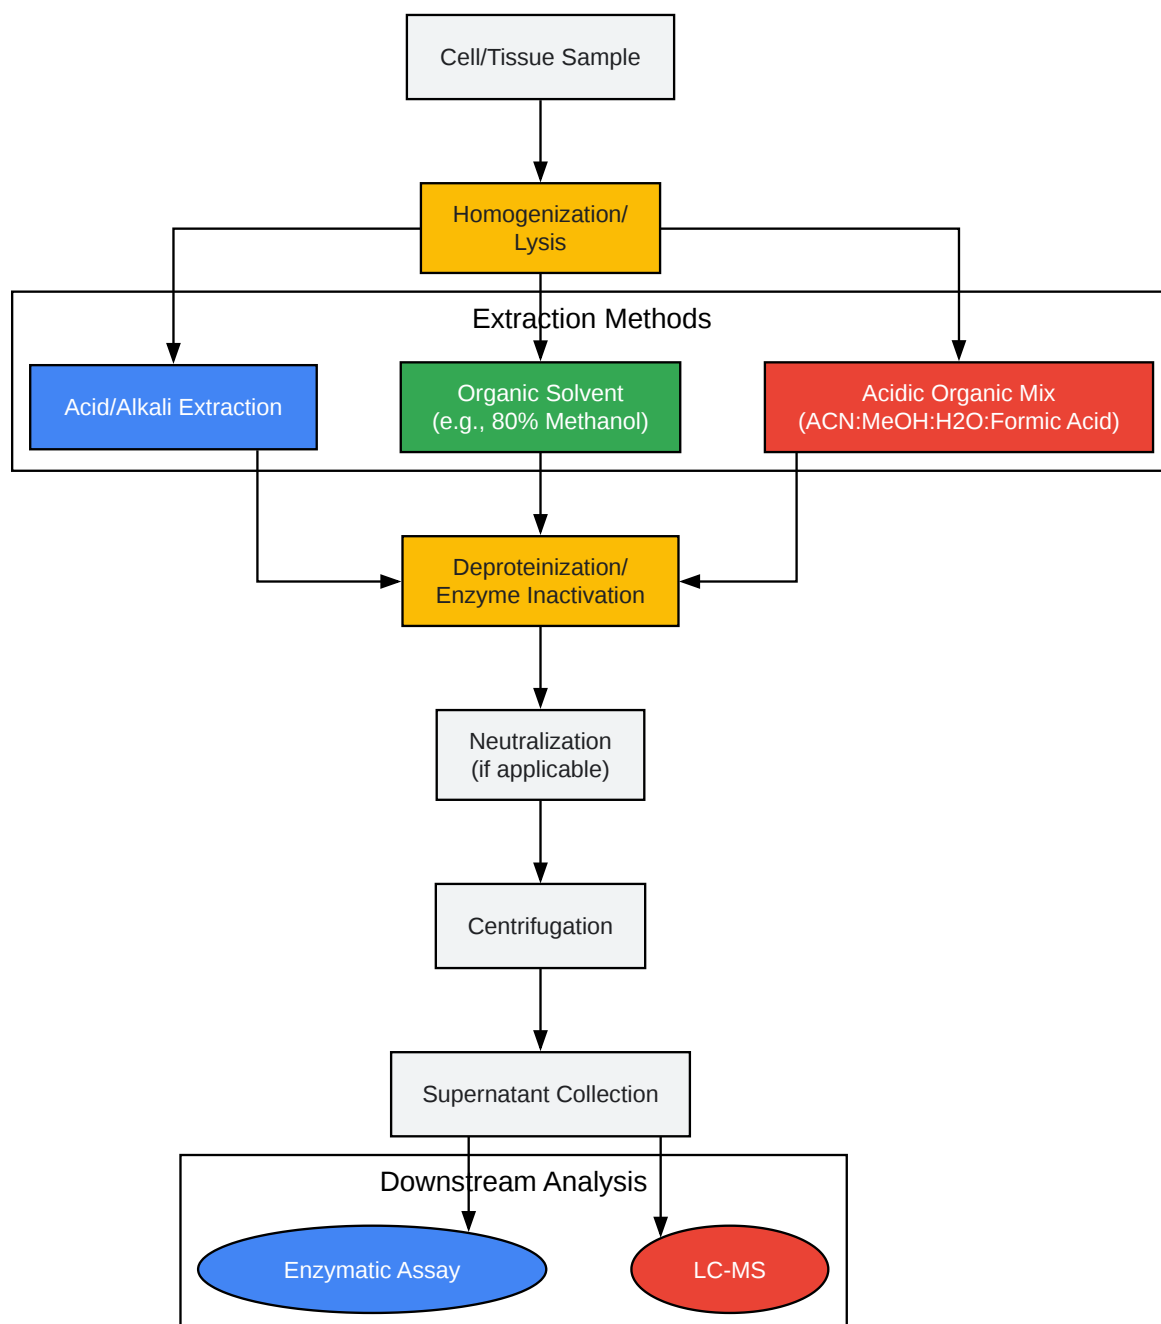 Cell/Tissue Sample
Homogenization/
Lysis
Extraction Methods
Acid/Alkali Extraction
Organic Solvent
(e.g., 80% Methanol)
Acidic Organic Mix
(ACN:MeOH:H2O:Formic Acid)
Deproteinization/
Enzyme Inactivation
Neutralization
(if applicable)
Centrifugation
Supernatant Collection
Downstream Analysis
Enzymatic Assay
LC-MS